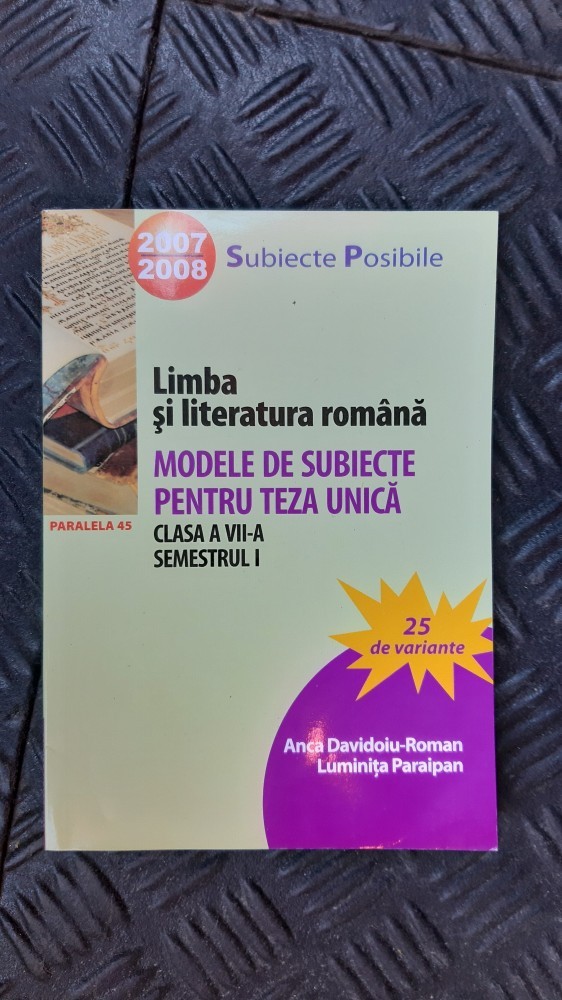 2007
2008
Subiecte Posibile
Limba
şi literatura română
MODELE DE SUBIECTE
PENTRU TEZA UNICĂ
CLASA A VII-A
SEMESTRUL I
PARALELA 45
25
de variante
Anca Davidoiu-Roman
Luminiţa Paraipan